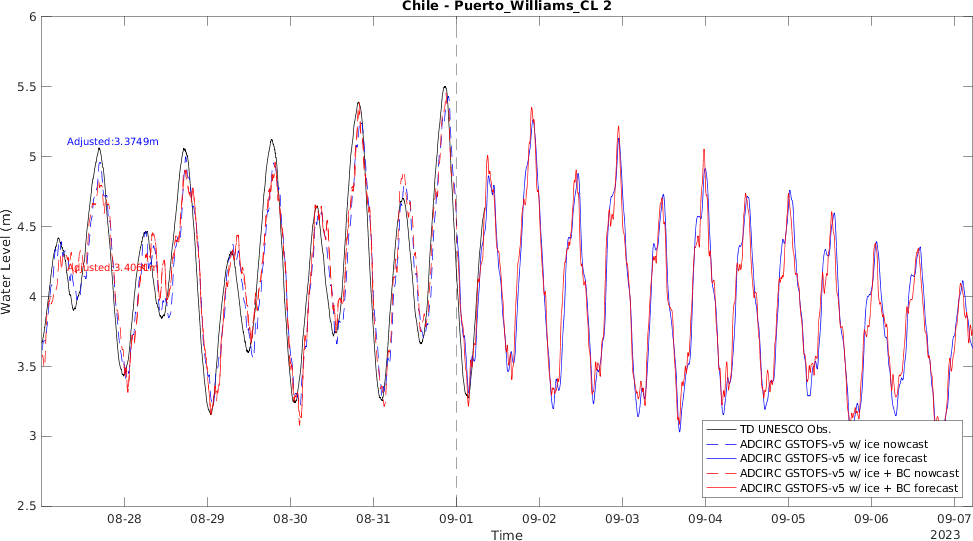 Chile - Puerto_Williams_CL 2
6
5.5
5
4.5
4
3.5
3
2.5
Water Level (m)
Adjusted:3.3749m
TD UNESCO Obs.
ADCIRC GSTOFS-v5 w/ ice nowcast
ADCIRC GSTOFS-v5 w/ ice forecast
ADCIRC GSTOFS-v5 w/ ice + BC nowcast
ADCIRC GSTOFS-v5 w/ ice + BC forecast
08-28 08-29 08-30 08-31 09-01 09-02 09-03 09-04 09-05 09-06 09-07
Time
2023